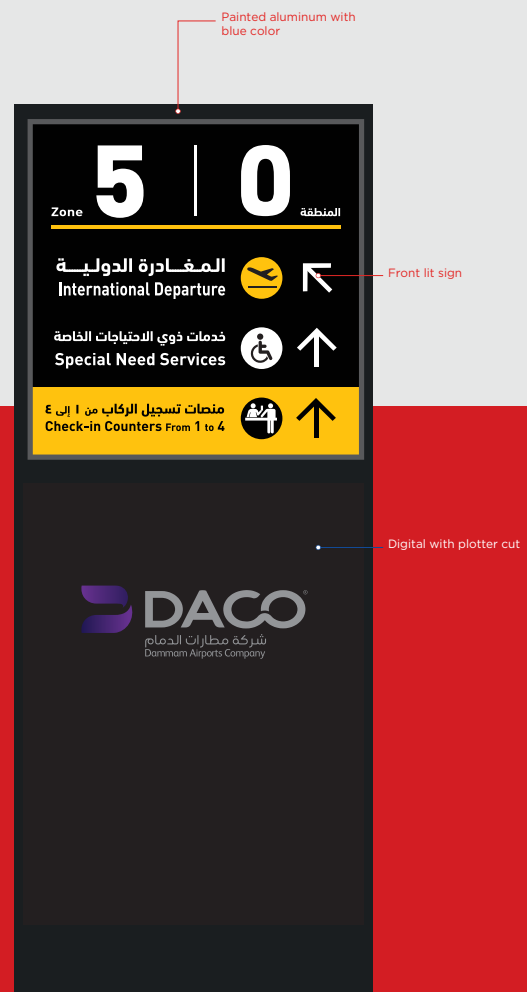 Painted aluminum with
blue color
Zone 5 | 0 المنطقة
المـغــادرة الدوليــة
International Departure
Front lit sign
خدمات ذوي الاحتياجات الخاصة
Special Need Services
منصات تسجيل الركاب من ١ إلى ٤
Check-in Counters From 1 to 4
Digital with plotter cut
DACO®
شركة مطارات الدمام
Dammam Airports Company